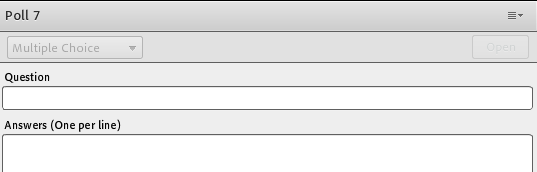 Poll 7
Multiple Choice
Open
Question
Answers (One per line)